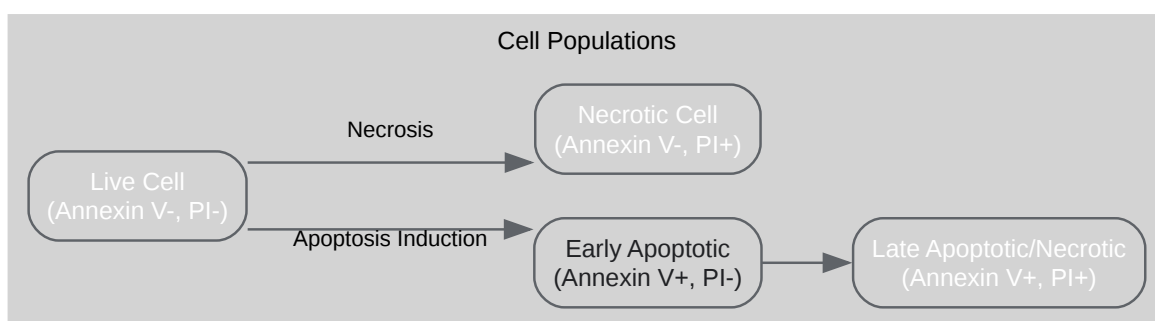 Cell Populations
Necrosis
Necrotic Cell
(Annexin V-, PI+)
Live Cell
(Annexin V-, PI-)
Apoptosis Induction
Early Apoptotic
(Annexin V+, PI-)
Late Apoptotic/Necrotic
(Annexin V+, PI+)